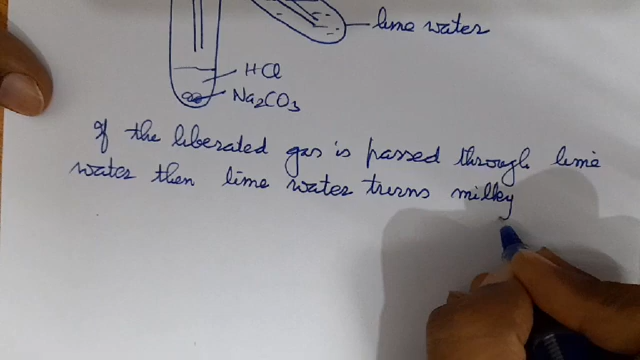 lime water
HCl
Na2CO3
If the liberated gas is passed through lime
water then lime water turns milky